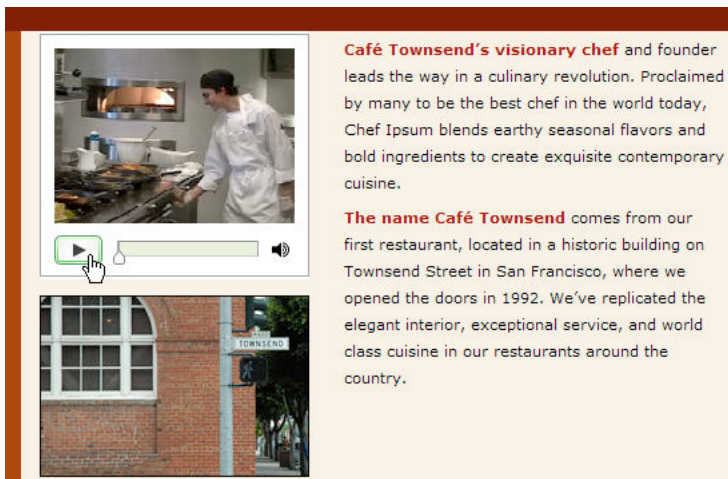 Café Townsend's visionary chef and founder
leads the way in a culinary revolution. Proclaimed
by many to be the best chef in the world today,
Chef Ipsum blends earthy seasonal flavors and
bold ingredients to create exquisite contemporary
cuisine.
The name Café Townsend comes from our
first restaurant, located in a historic building on
Townsend Street in San Francisco, where we
opened the doors in 1992. We've replicated the
elegant interior, exceptional service, and world
class cuisine in our restaurants around the
country.
TOWNSEND